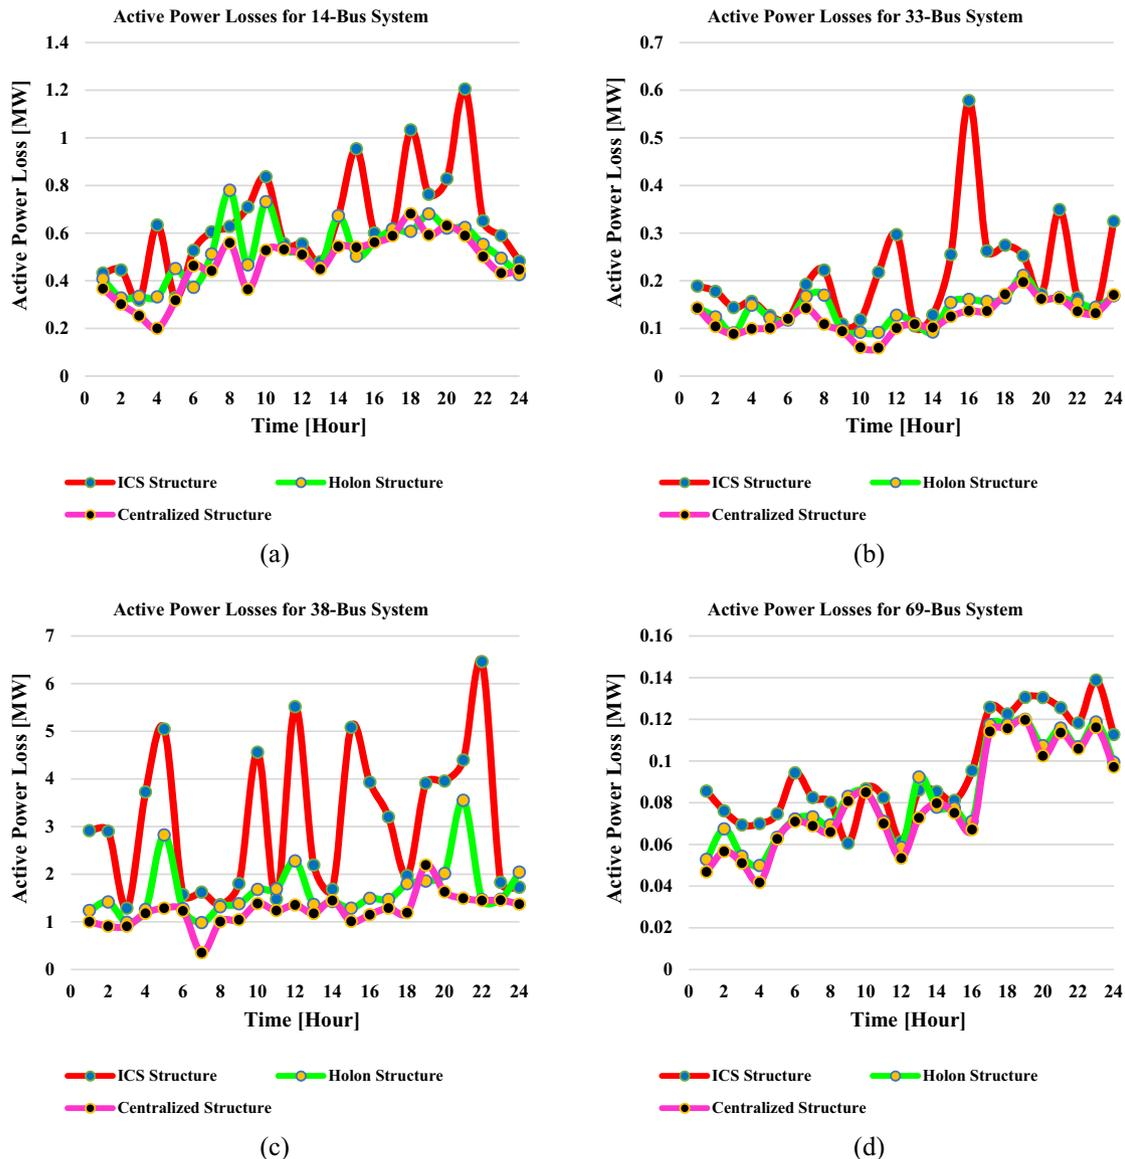 Active Power Losses for 14-Bus System
Active Power Loss [MW]
1.4
1.2
1
0.8
0.6
0.4
0.2
0
0 2 4 6 8 10 12 14 16 18 20 22 24
Time [Hour]
ICS Structure Holon Structure
Centralized Structure
(a)
Active Power Losses for 33-Bus System
Active Power Loss [MW]
0.7
0.6
0.5
0.4
0.3
0.2
0.1
0
0 2 4 6 8 10 12 14 16 18 20 22 24
Time [Hour]
ICS Structure Holon Structure
Centralized Structure
(b)
Active Power Losses for 38-Bus System
Active Power Loss [MW]
7
6
5
4
3
2
1
0
0 2 4 6 8 10 12 14 16 18 20 22 24
Time [Hour]
ICS Structure Holon Structure
Centralized Structure
(c)
Active Power Losses for 69-Bus System
Active Power Loss [MW]
0.16
0.14
0.12
0.1
0.08
0.06
0.04
0.02
0
0 2 4 6 8 10 12 14 16 18 20 22 24
Time [Hour]
ICS Structure Holon Structure
Centralized Structure
(d)